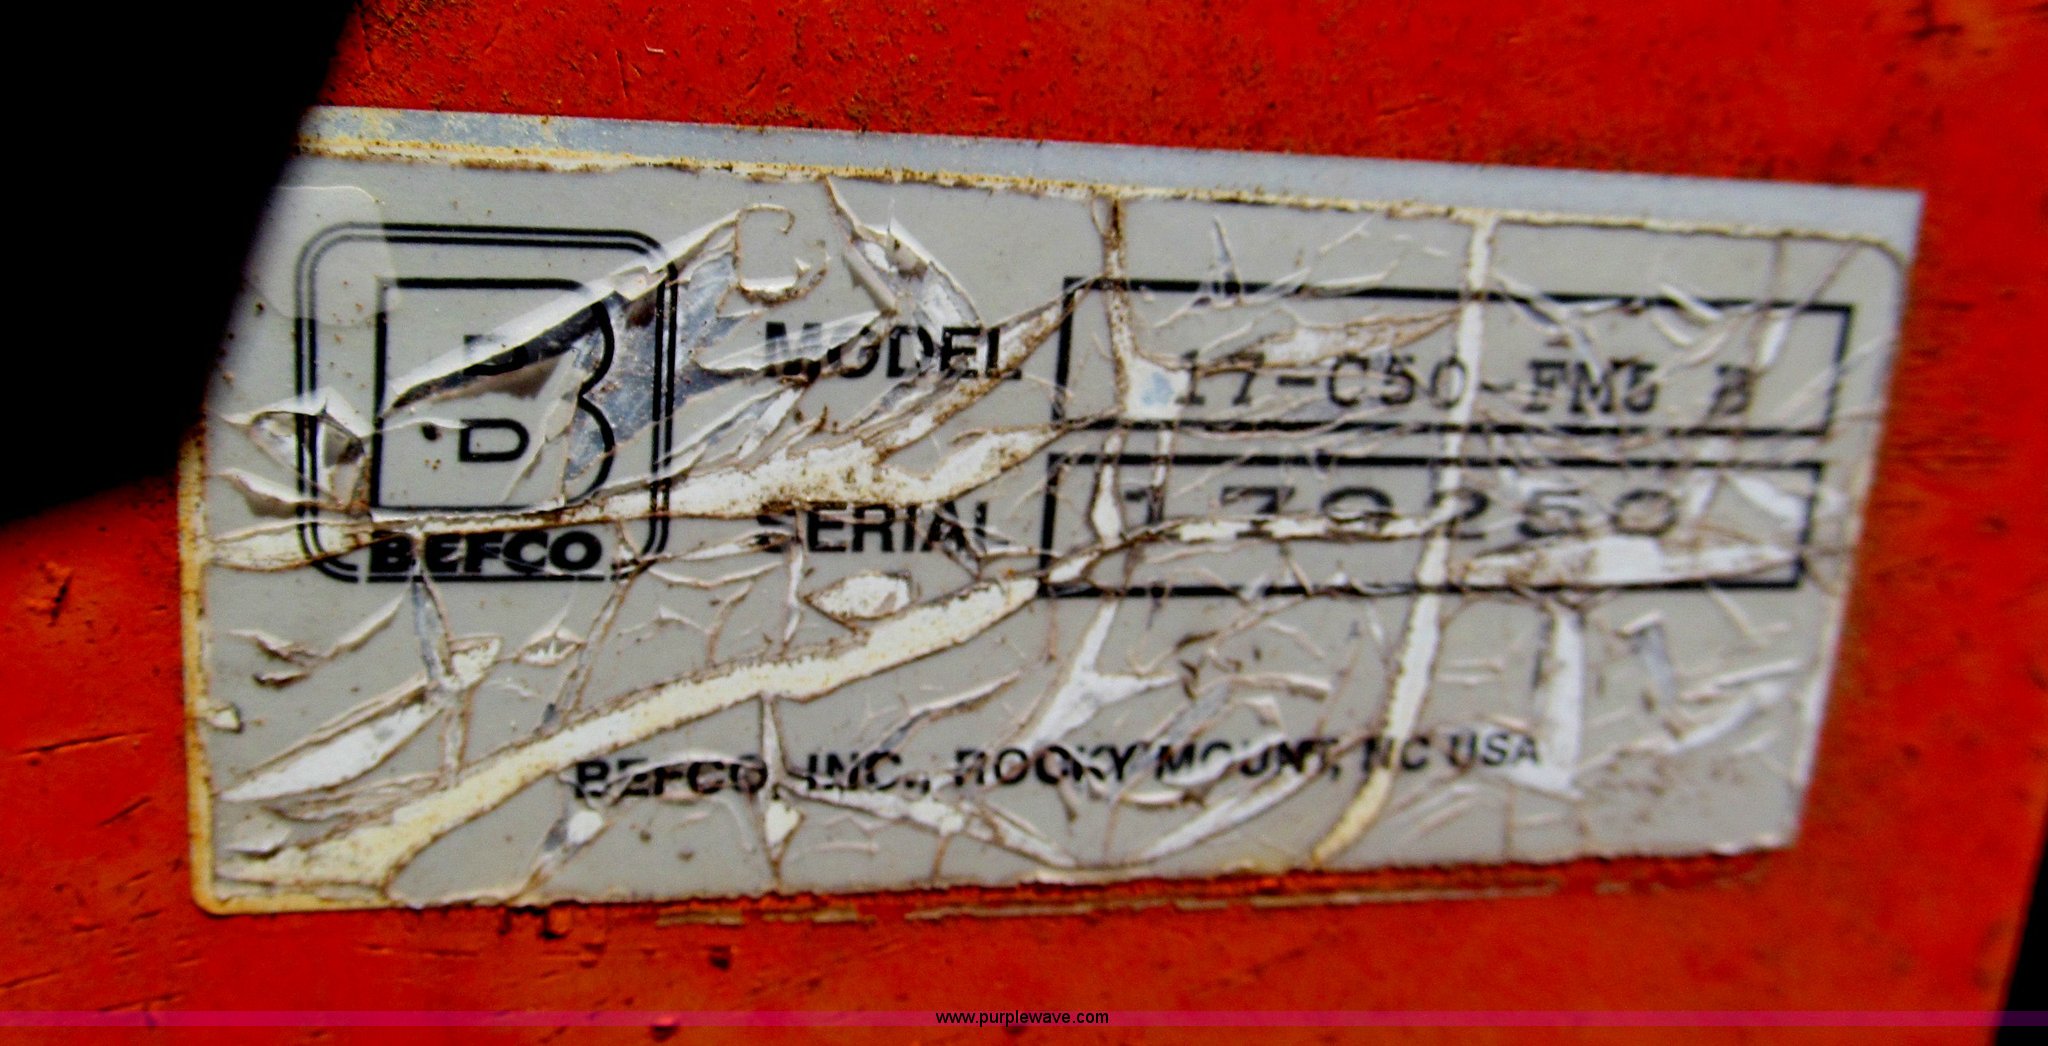 BEFCO
MODEL 17-C50-FM5 B
SERIAL 170250
BEFCO, INC., ROCKY MOUNT, NC USA
www.purplewave.com